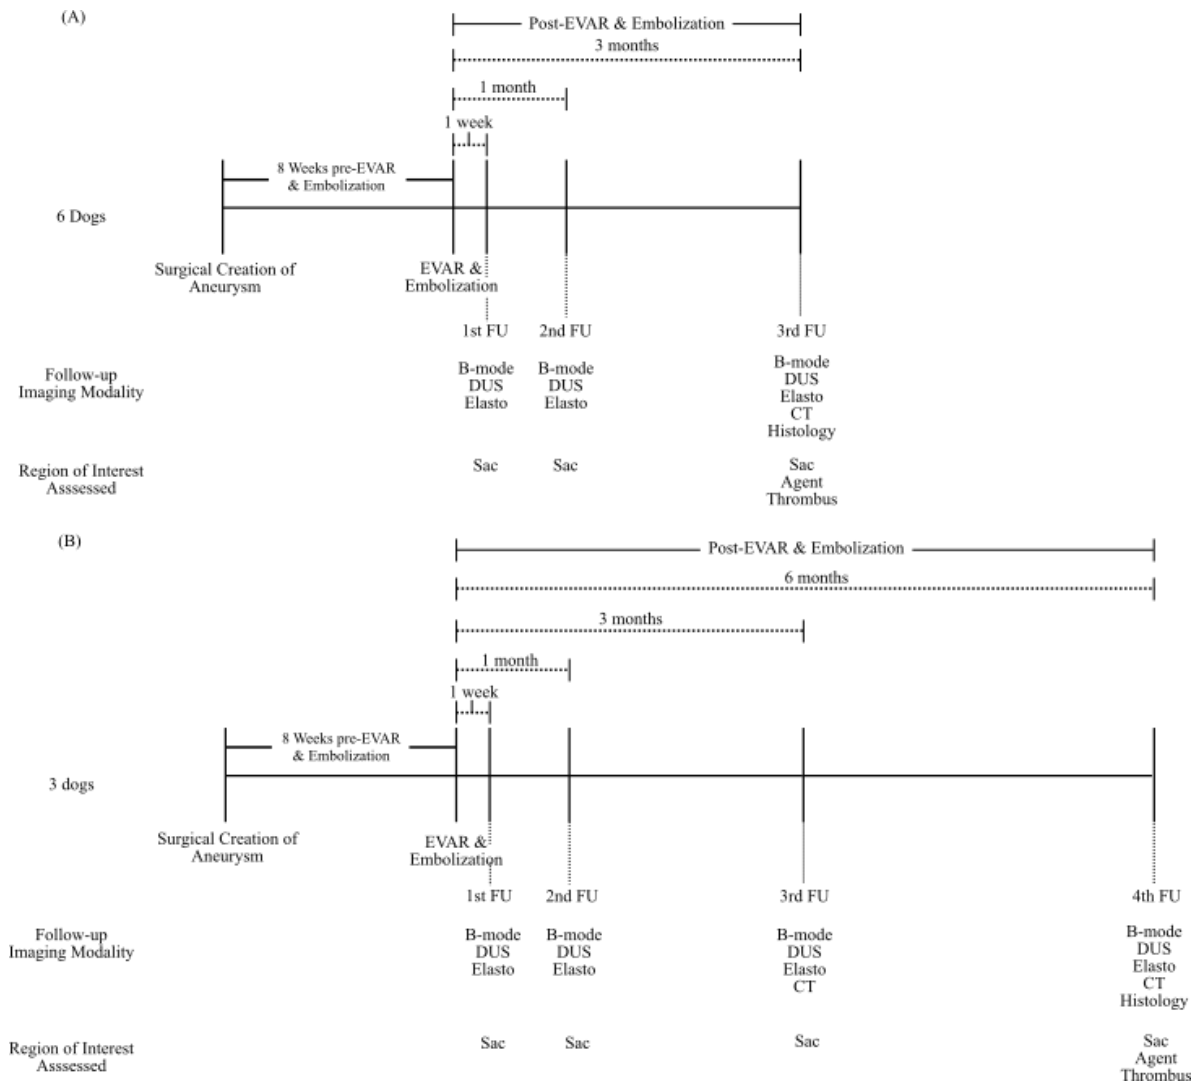 (A)
Post-EVAR & Embolization
3 months
1 month
1 week
8 Weeks pre-EVAR
& Embolization
6 Dogs
Surgical Creation of
Aneurysm
EVAR &
Embolization
1st FU
2nd FU
3rd FU
Follow-up
Imaging Modality
B-mode
DUS
Elasto
B-mode
DUS
Elasto
B-mode
DUS
Elasto
CT
Histology
Region of Interest
Asssessed
Sac
Sac
Sac
Agent
Thrombus
(B)
Post-EVAR & Embolization
6 months
3 months
1 month
1 week
8 Weeks pre-EVAR
& Embolization
3 dogs
Surgical Creation of
Aneurysm
EVAR &
Embolization
1st FU
2nd FU
3rd FU
4th FU
Follow-up
Imaging Modality
B-mode
DUS
Elasto
B-mode
DUS
Elasto
B-mode
DUS
Elasto
CT
B-mode
DUS
Elasto
CT
Histology
Region of Interest
Asssessed
Sac
Sac
Sac
Sac
Agent
Thrombus